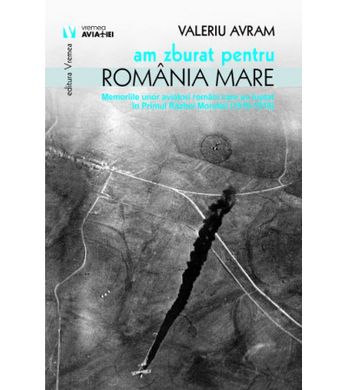 vremea
AVIAȚIEI
editura Vremea
VALERIU AVRAM
am zburat pentru
ROMÂNIA MARE
Memoriile unor aviatori români care au luptat
în Primul Război Mondial (1916-1918)